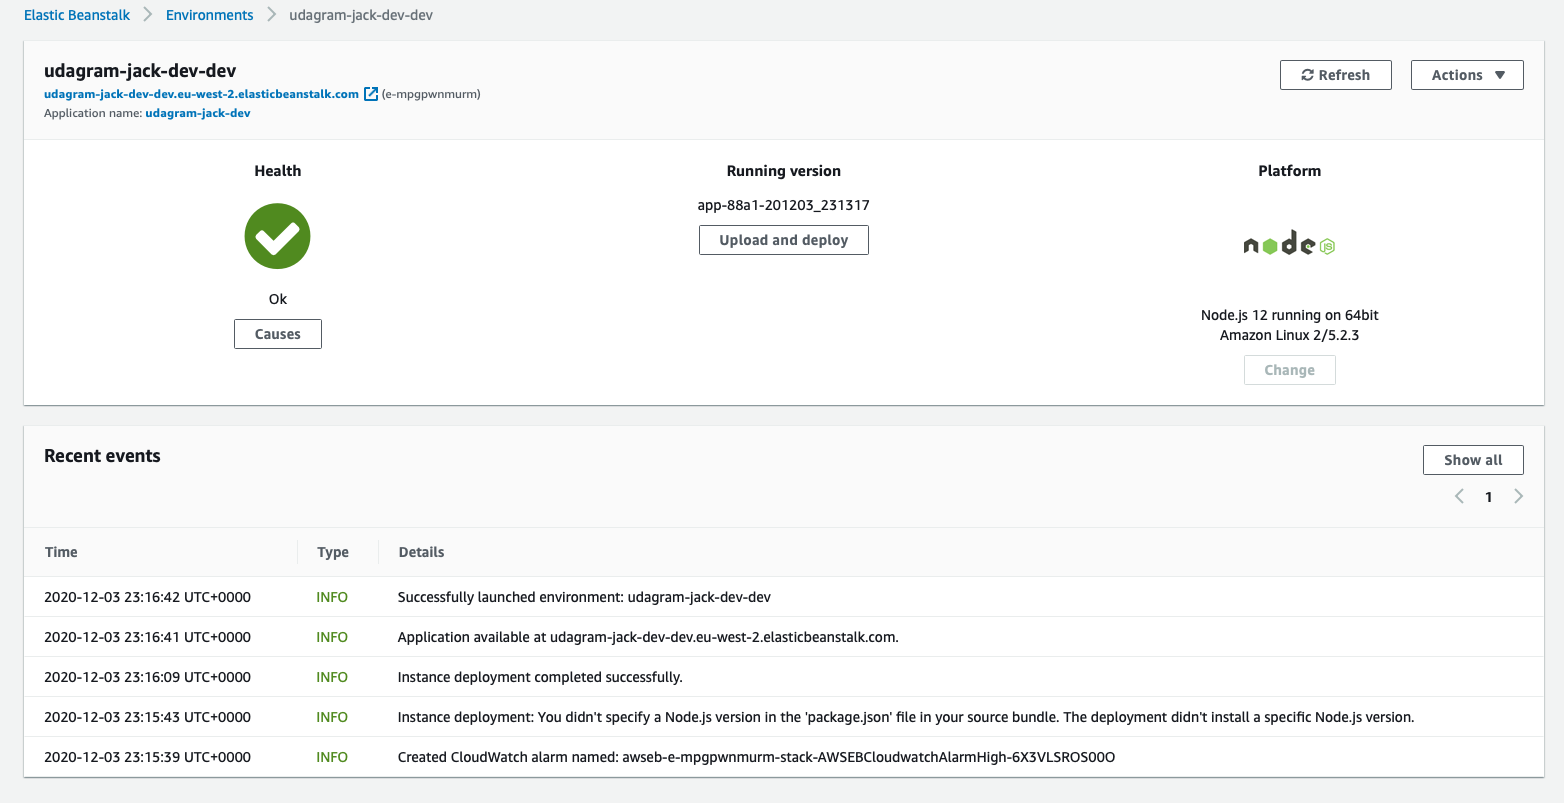 Elastic Beanstalk > Environments > udagram-jack-dev-dev
udagram-jack-dev-dev
Refresh
Actions ▼
udagram-jack-dev-dev.eu-west-2.elasticbeanstalk.com (e-mpgpwnmurm)
Application name: udagram-jack-dev
Health
Running version
Platform
app-88a1-201203_231317
Upload and deploy
node JS
Ok
Causes
Node.js 12 running on 64bit
Amazon Linux 2/5.2.3
Change
Recent events
Show all
< 1 >
Time Type Details
2020-12-03 23:16:42 UTC+0000 INFO Successfully launched environment: udagram-jack-dev-dev
2020-12-03 23:16:41 UTC+0000 INFO Application available at udagram-jack-dev-dev.eu-west-2.elasticbeanstalk.com.
2020-12-03 23:16:09 UTC+0000 INFO Instance deployment completed successfully.
2020-12-03 23:15:43 UTC+0000 INFO Instance deployment: You didn't specify a Node.js version in the 'package.json' file in your source bundle. The deployment didn't install a specific Node.js version.
2020-12-03 23:15:39 UTC+0000 INFO Created CloudWatch alarm named: awseb-e-mpgpwnmurm-stack-AWSEBCloudwatchAlarmHigh-6X3VLSROS00O